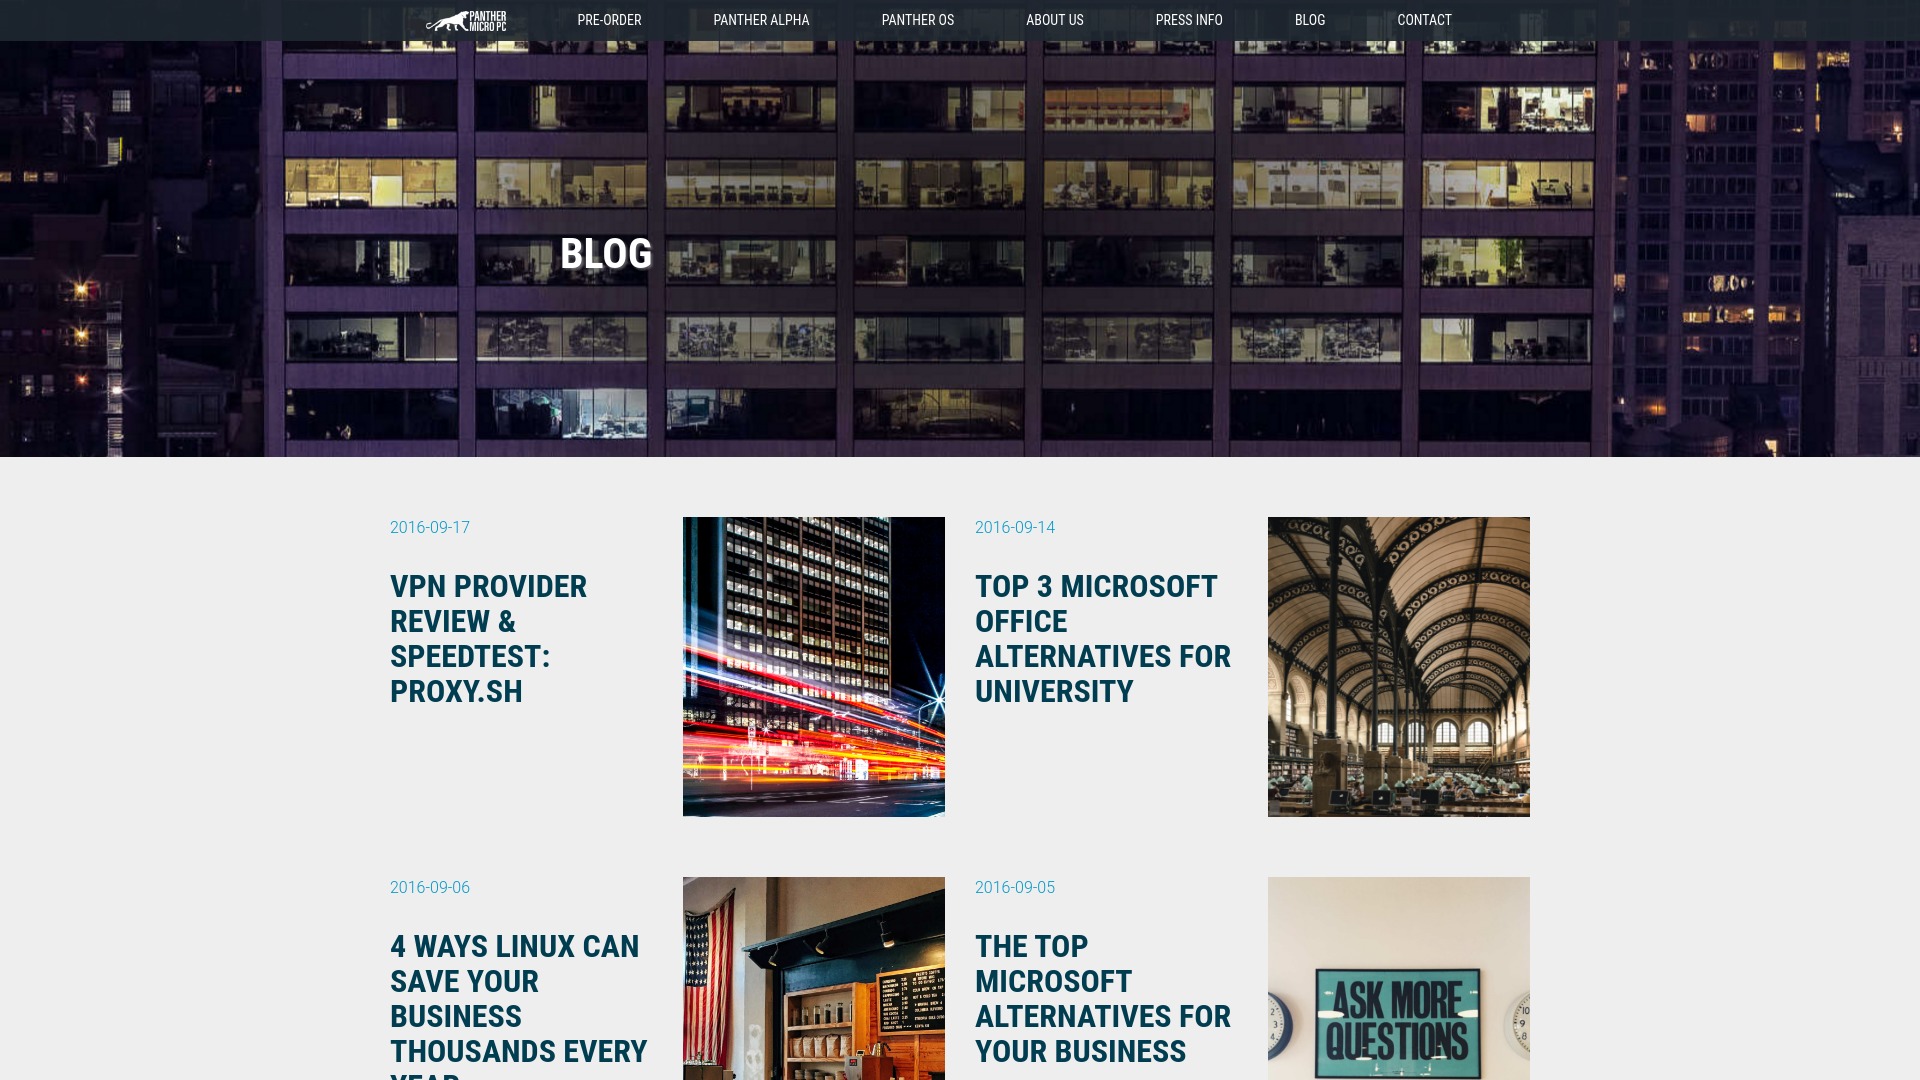 PANTHER
MICRO PC
PRE-ORDER
PANTHER ALPHA
PANTHER OS
ABOUT US
PRESS INFO
BLOG
CONTACT
BLOG
2016-09-17
VPN PROVIDER
REVIEW &
SPEEDTEST:
PROXY.SH
2016-09-14
TOP 3 MICROSOFT
OFFICE
ALTERNATIVES FOR
UNIVERSITY
2016-09-06
4 WAYS LINUX CAN
SAVE YOUR
BUSINESS
THOUSANDS EVERY
YEAR
2016-09-05
THE TOP
MICROSOFT
ALTERNATIVES FOR
YOUR BUSINESS
ASK MORE
QUESTIONS